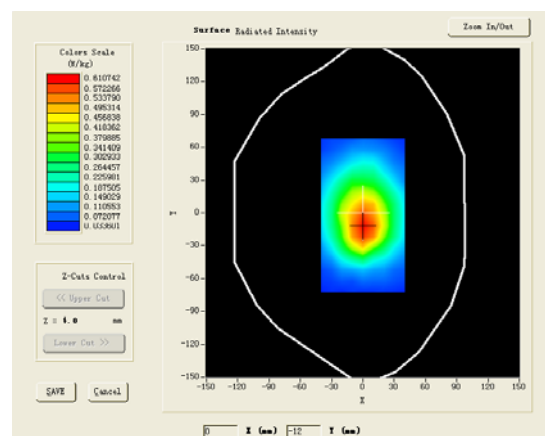 Surface Radiated Intensity
Zoom In/Out
Colors Scale
(W/kg)
0.610742
0.572266
0.533790
0.495314
0.456838
0.418362
0.379885
0.341409
0.302933
0.264457
0.225981
0.187505
0.149029
0.110553
0.072077
0.033601
150
120
90
60
30
0
-30
-60
-90
-120
-150
Y
-150 -120 -90 -60 -30 0 30 60 90 120 150
X
Z-Cuts Control
<< Upper Cut
Z = 4.0 mm
Lower Cut >>
SAVE Cancel
0 X (mm) -12 Y (mm)